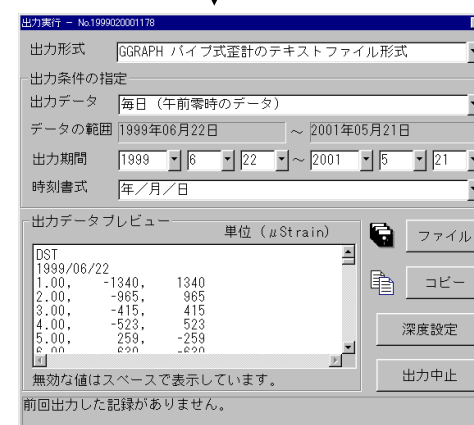 出力実行 － No.1999020001178
出力形式 GGRAPH パイプ式歪計のテキストファイル形式
出力条件の指定
出力データ 毎日（午前零時のデータ）
データの範囲 1999年06月22日 ～ 2001年05月21日
出力期間 1999 6 22 ～ 2001 5 21
時刻書式 年／月／日
出力データプレビュー 単位（μStrain）
DST
1999/06/22
1.00, -1340, 1340
2.00, -965, 965
3.00, -415, 415
4.00, -523, 523
5.00, 259, -259
6.00 630 -630
ファイル
コピー
深度設定
出力中止
無効な値はスペースで表示しています。
前回出力した記録がありません。